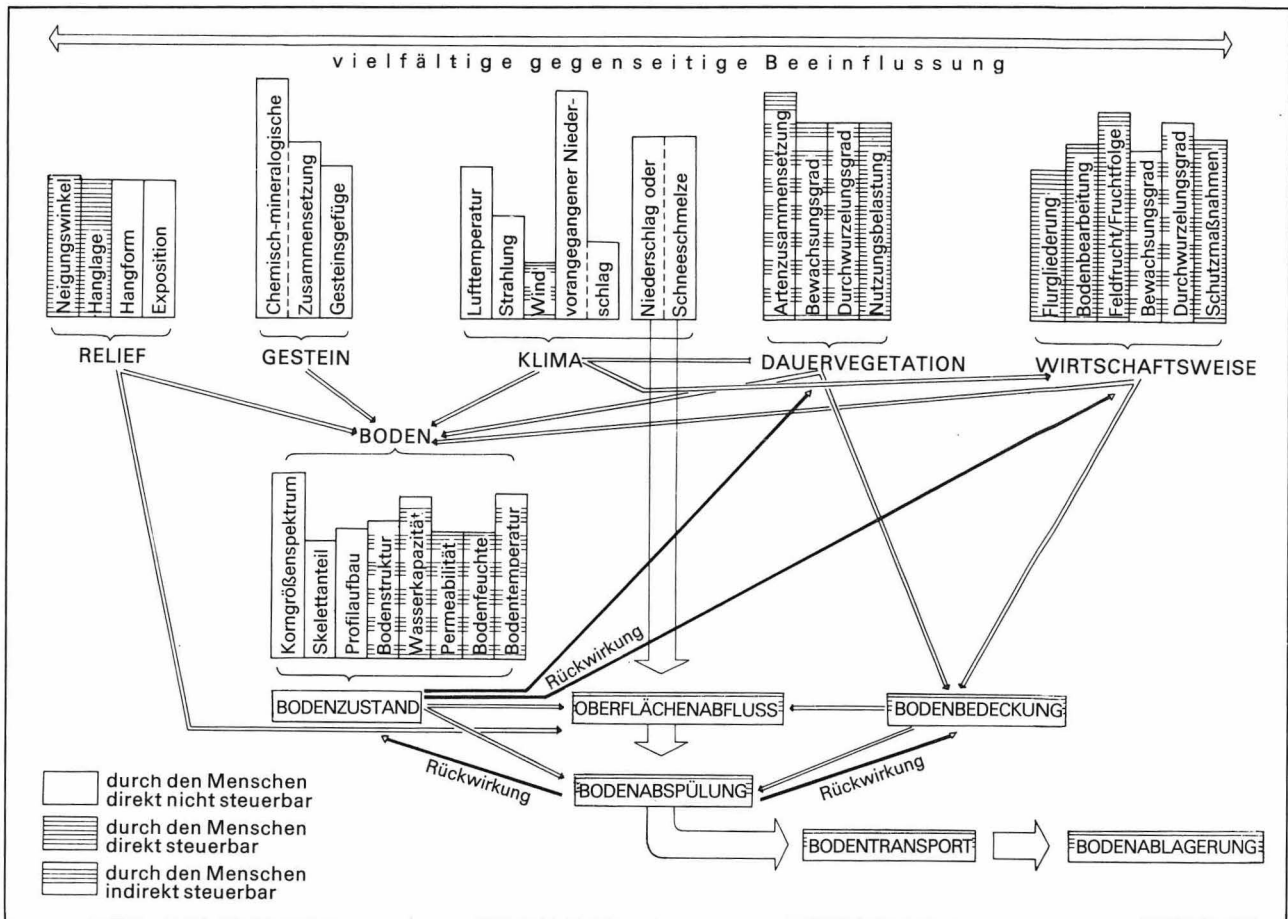 vielfältige gegenseitige Beeinflussung
Neigungswinkel
Hanglage
Hangform
Exposition
Chemisch-mineralogische
Zusammensetzung
Gesteinsgefüge
Lufttemperatur
Strahlung
Wind
vorangegangener Nieder-
schlag
Niederschlag oder
Schneeschmelze
Artenzusammensetzung
Bewachsungsgrad
Durchwurzelungsgrad
Nutzungsbelastung
Flurgliederung
Bodenbearbeitung
Feldfrucht/Fruchtfolge
Bewachsungsgrad
Durchwurzelungsgrad
Schutzmaßnahmen
RELIEF
GESTEIN
KLIMA
DAUERVEGETATION
WIRTSCHAFTSWEISE
BODEN
Korngrößenspektrum
Skelettanteil
Profilaufbau
Bodenstruktur
Wasserkapazität
Permeabilität
Bodenfeuchte
Bodentemperatur
Rückwirkung
BODENZUSTAND
OBERFLÄCHENABFLUSS
BODENBEDECKUNG
Rückwirkung
BODENABSPÜLUNG
Rückwirkung
BODENTRANSPORT
BODENABLAGERUNG
durch den Menschen
direkt nicht steuerbar
durch den Menschen
direkt steuerbar
durch den Menschen
indirekt steuerbar